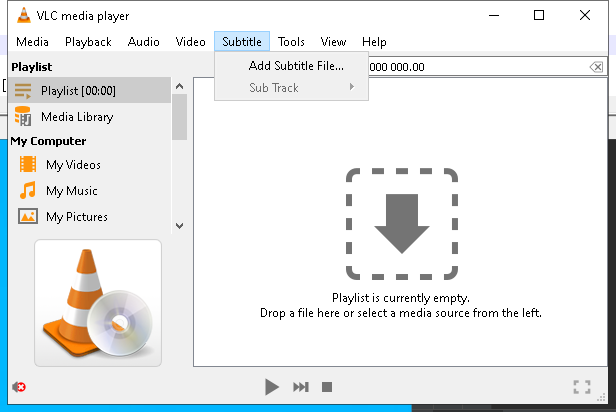 VLC media player
Media Playback Audio Video Subtitle Tools View Help
Playlist
Add Subtitle File...
000 000.00
Playlist [00:00]
Sub Track
Media Library
My Computer
My Videos
My Music
My Pictures
Playlist is currently empty.
Drop a file here or select a media source from the left.